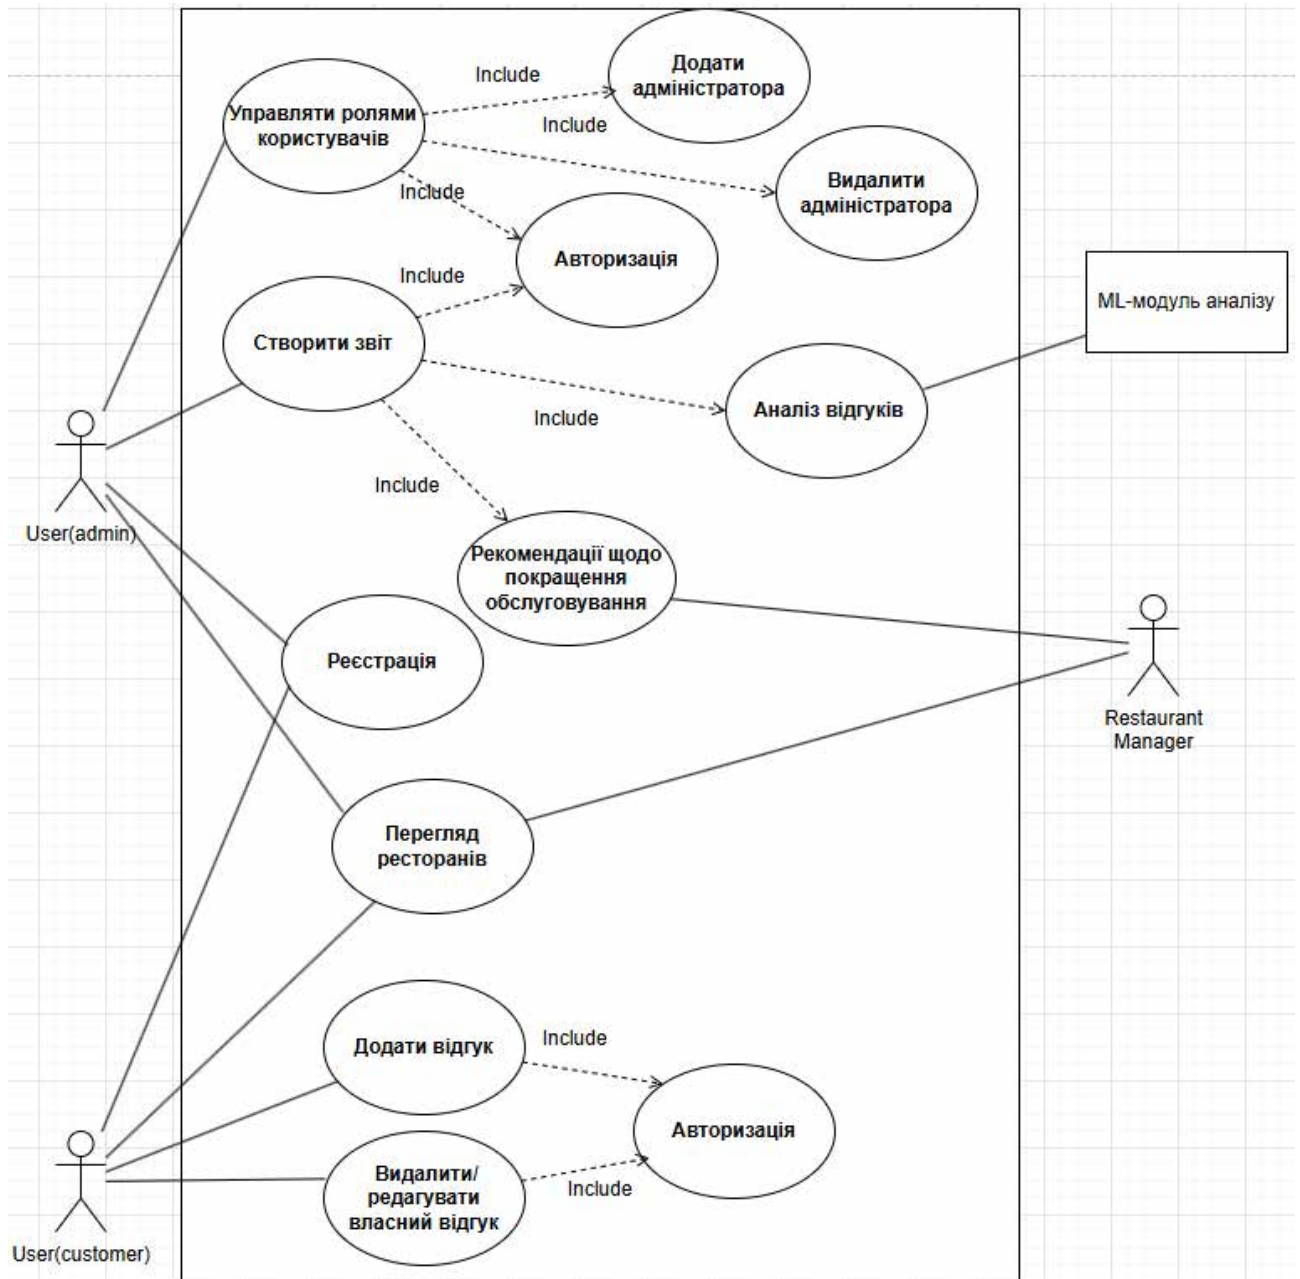 Include
Додати
адміністратора
Управляти ролями
користувачів
Include
Видалити
адміністратора
Include
Авторизація
Include
ML-модуль аналізу
Створити звіт
Аналіз відгуків
Include
Include
User(admin)
Рекомендації щодо
покращення
обслуговування
Реєстрація
Restaurant
Manager
Перегляд
ресторанів
Додати відгук
Include
Авторизація
Видалити/
редагувати
власний відгук
Include
User(customer)